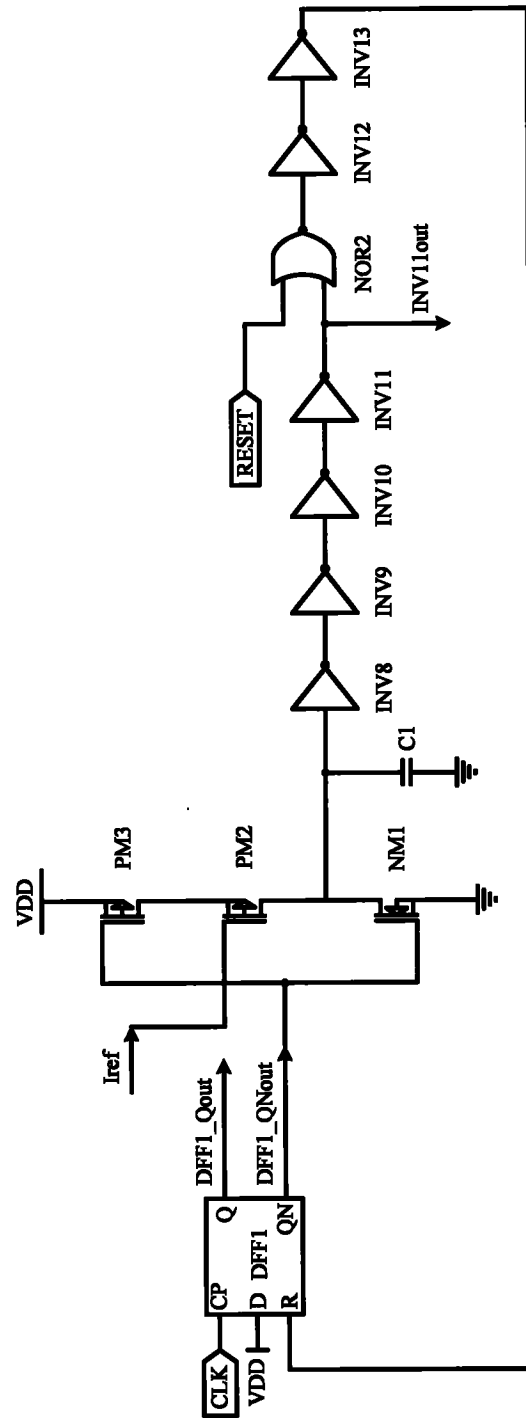 VDD
PM3
PM2
NM1
Iref
DFF1_Qout
DFF1_QNout
CLK
CP
Q
D
DFF1
VDD
R
QN
C1
INV8
INV9
INV10
INV11
RESET
NOR2
INV11out
INV12
INV13